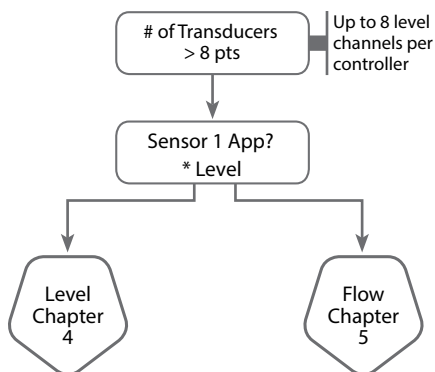 # of Transducers
> 8 pts
Up to 8 level
channels per
controller
Sensor 1 App?
* Level
Level
Chapter
4
Flow
Chapter
5